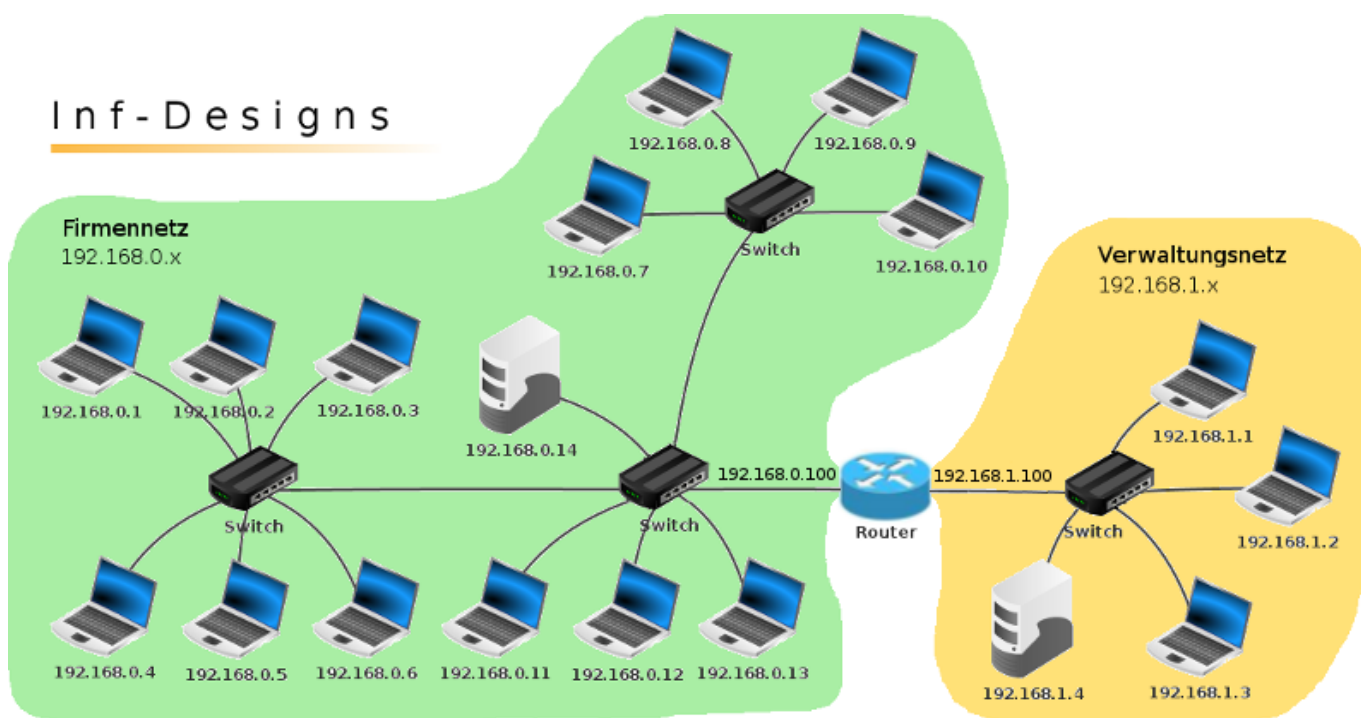 Inf-Designs
192.168.0.8
192.168.0.9
192.168.0.7
Switch
192.168.0.10
Firmennetz
192.168.0.x
Verwaltungsnetz
192.168.1.x
192.168.0.1
192.168.0.2
192.168.0.3
192.168.0.14
192.168.1.1
192.168.0.100
192.168.1.100
Switch
Switch
Router
Switch
192.168.1.2
192.168.0.4
192.168.0.5
192.168.0.6
192.168.0.11
192.168.0.12
192.168.0.13
192.168.1.4
192.168.1.3